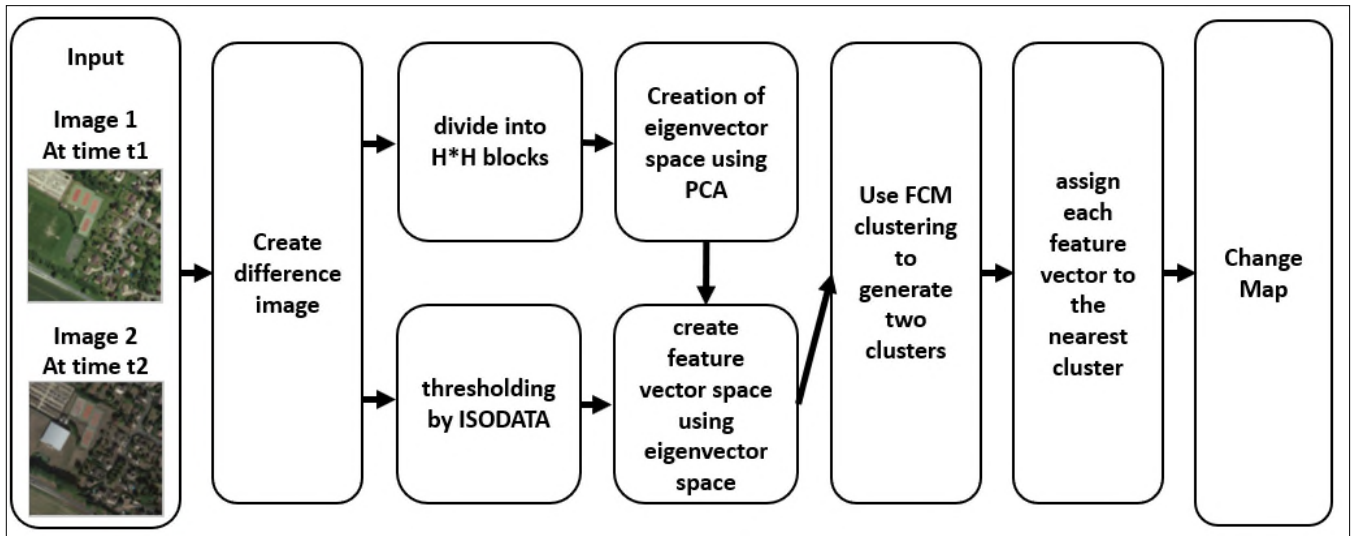 Input
Image 1
At time t1
Image 2
At time t2
Create
difference
image
divide into
H*H blocks
Creation of
eigenvector
space using
PCA
thresholding
by ISODATA
create
feature
vector space
using
eigenvector
space
Use FCM
clustering
to
generate
two
clusters
assign
each
feature
vector to
the
nearest
cluster
Change
Map